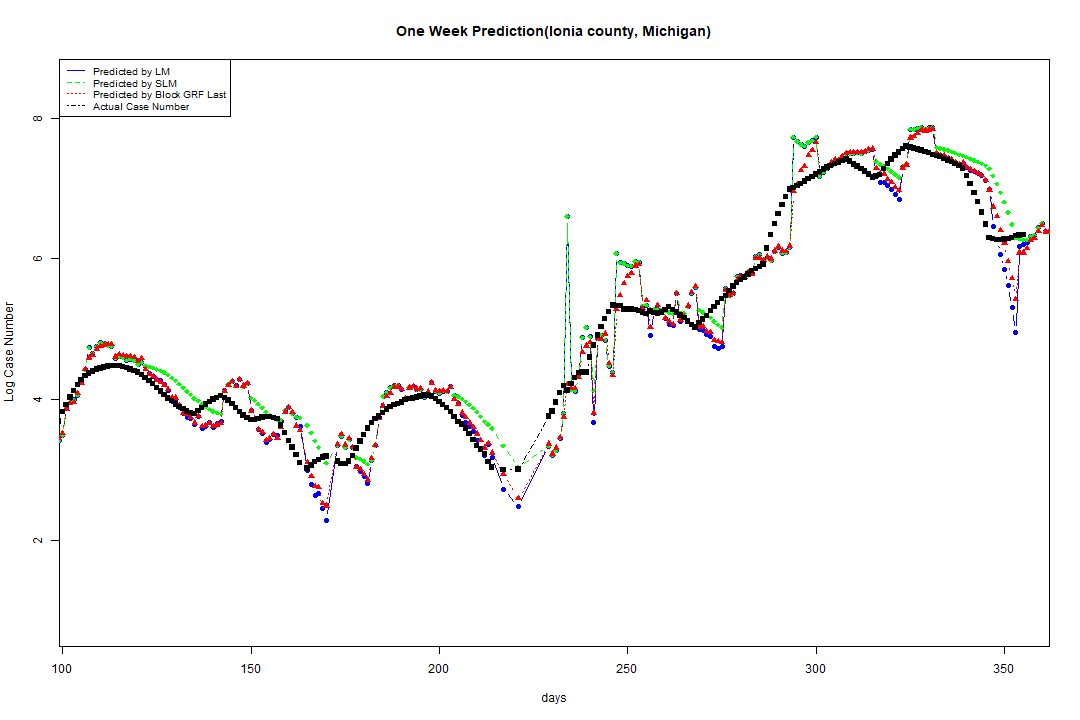 One Week Prediction(Ionia county, Michigan)
Predicted by LM
Predicted by SLM
Predicted by Block GRF Last
Actual Case Number
Log Case Number
8
6
4
2
100 150 200 250 300 350
days